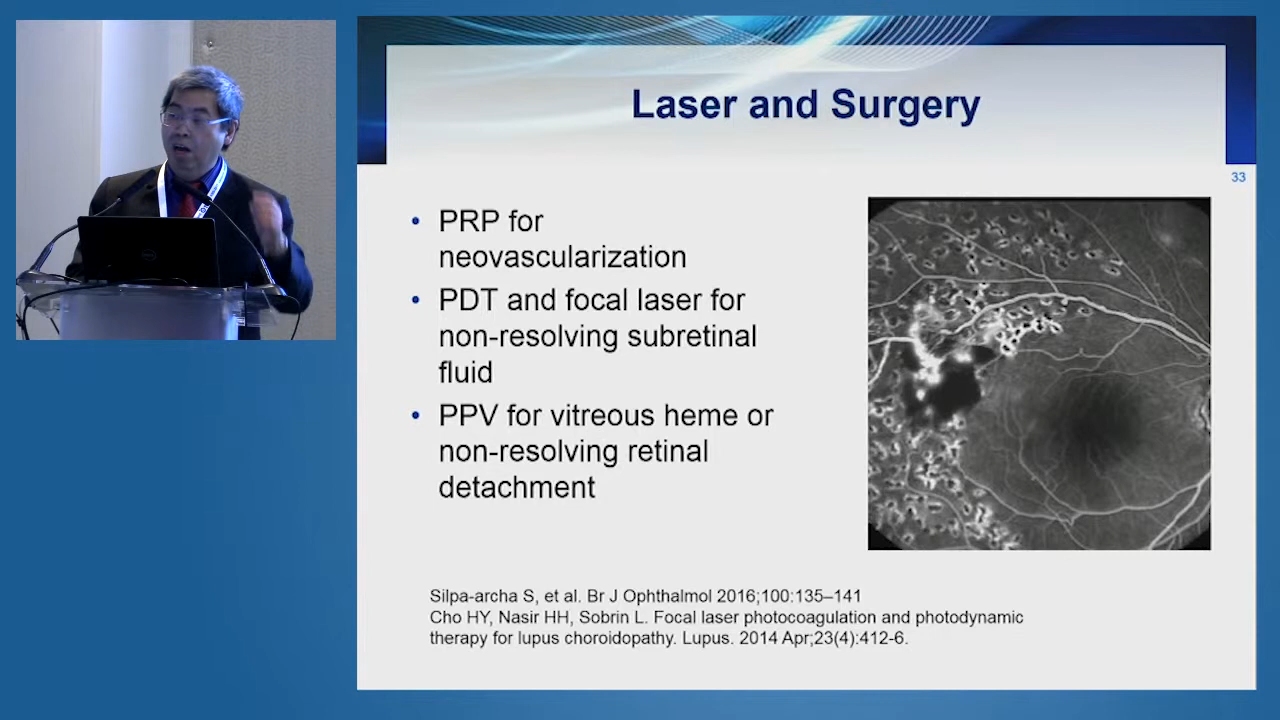 Laser and Surgery
33
• PRP for
neovascularization
• PDT and focal laser for
non-resolving subretinal
fluid
• PPV for vitreous heme or
non-resolving retinal
detachment
Silpa-archa S, et al. Br J Ophthalmol 2016;100:135–141
Cho HY, Nasir HH, Sobrin L. Focal laser photocoagulation and photodynamic
therapy for lupus choroidopathy. Lupus. 2014 Apr;23(4):412-6.